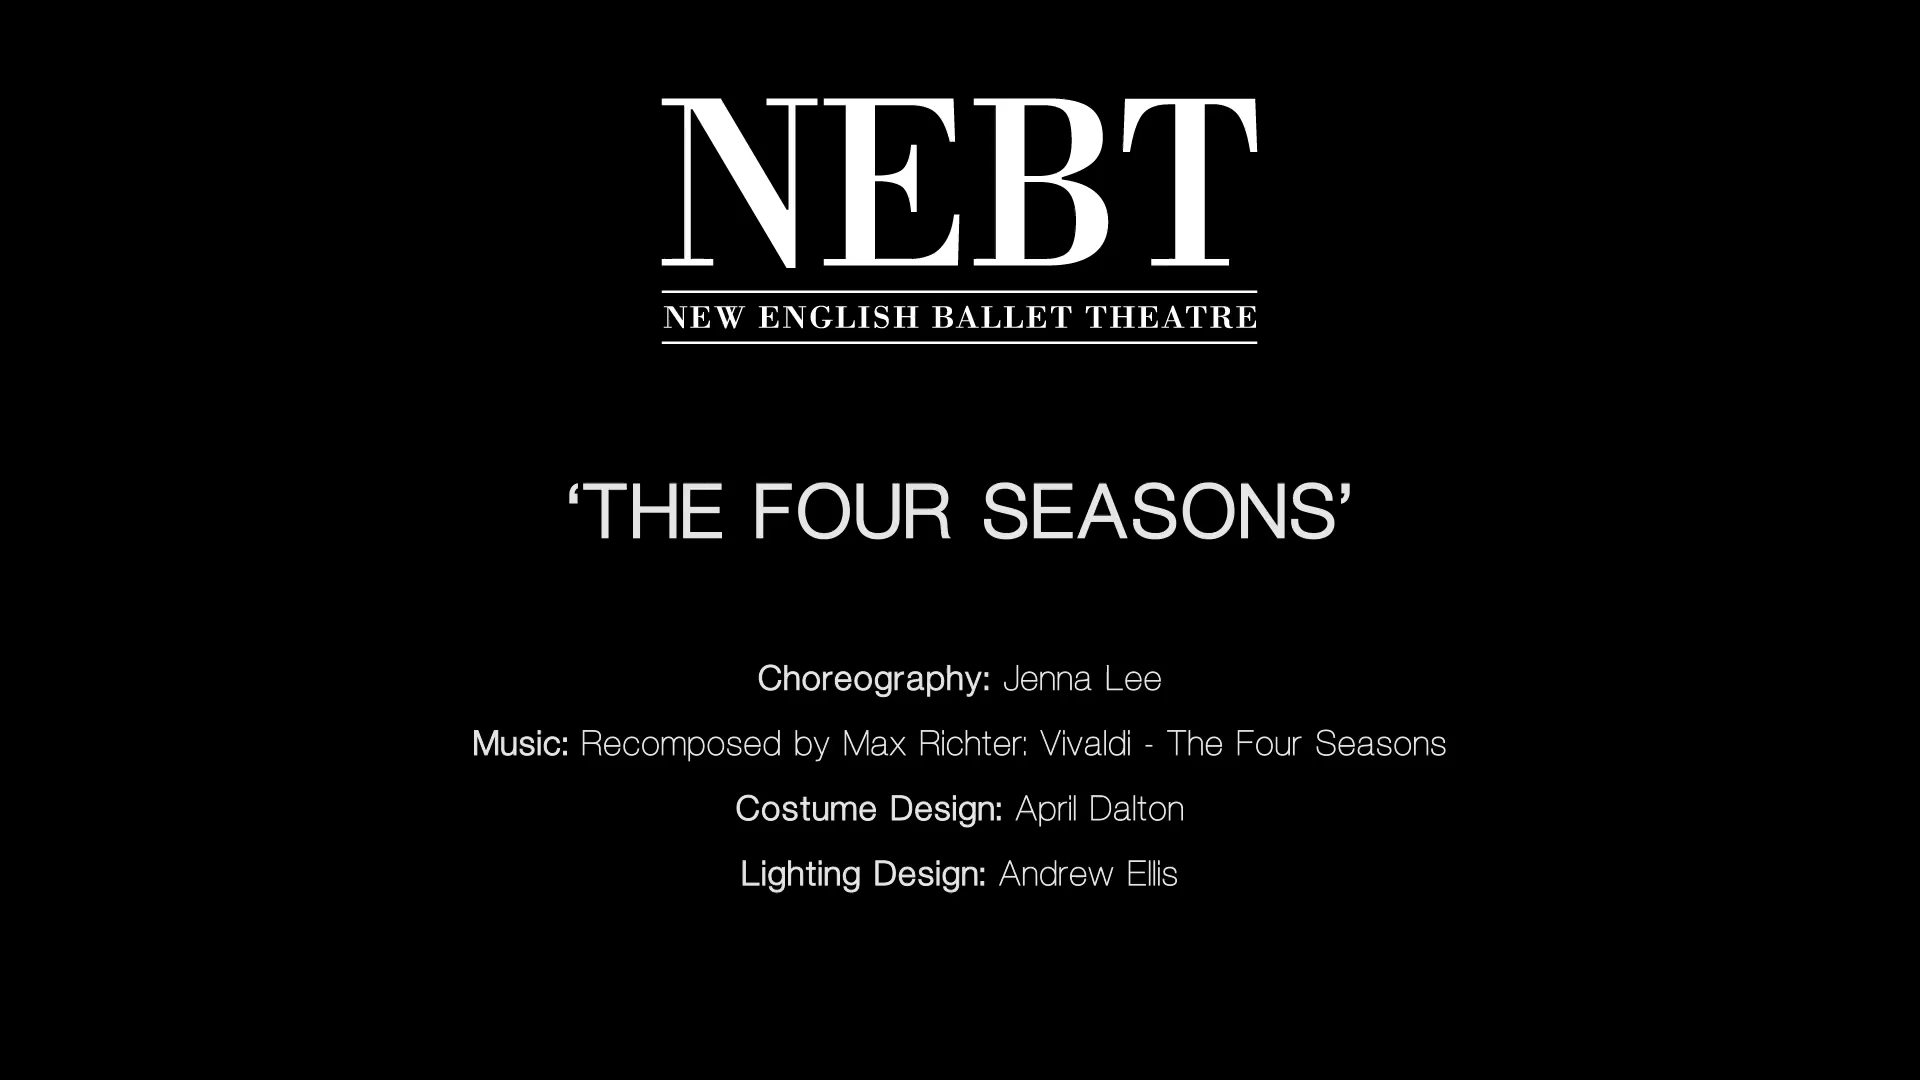 NEBT
NEW ENGLISH BALLET THEATRE
‘THE FOUR SEASONS’
Choreography: Jenna Lee
Music: Recomposed by Max Richter: Vivaldi - The Four Seasons
Costume Design: April Dalton
Lighting Design: Andrew Ellis